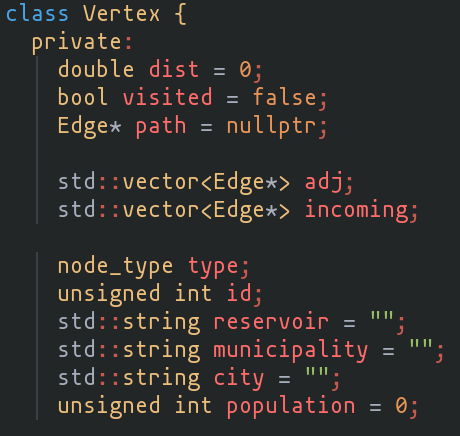 class Vertex {
private:
double dist = 0;
bool visited = false;
Edge* path = nullptr;
std::vector<Edge*> adj;
std::vector<Edge*> incoming;
node_type type;
unsigned int id;
std::string reservoir = "";
std::string municipality = "";
std::string city = "";
unsigned int population = 0;